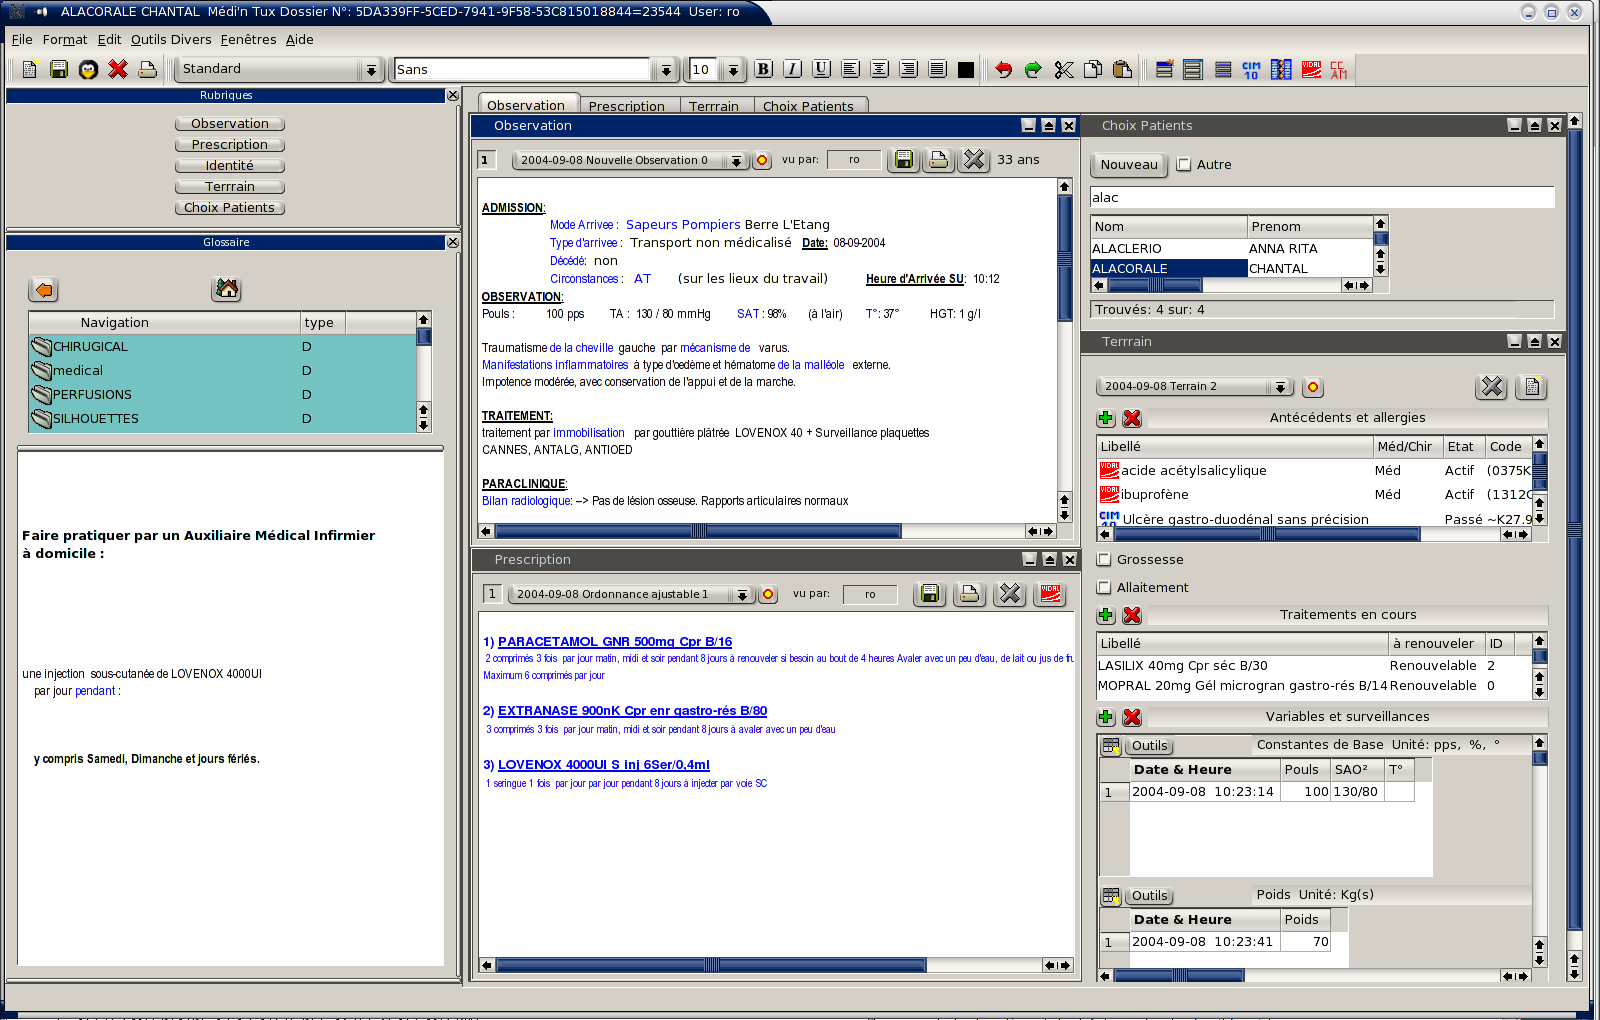 ALACORALE CHANTAL Médi'n Tux Dossier N°: 5DA339FF-5CED-7941-9F58-53C815018844=23544 User: ro
File Format Edit Outils Divers Fenêtres Aide
Standard Sans 10 B I U CIM 10 VIDAL CC AM
Rubriques
Observation
Prescription
Identité
Terrrain
Choix Patients
Glossaire
Navigation type
CHIRUGICAL D
medical D
PERFUSIONS D
SILHOUETTES D
Faire pratiquer par un Auxiliaire Médical Infirmier
à domicile :
une injection sous-cutanée de LOVENOX 4000UI
par jour pendant :
y compris Samedi, Dimanche et jours fériés.
Observation Prescription Terrrain Choix Patients
Observation
1 2004-09-08 Nouvelle Observation 0 vu par: ro 33 ans
ADMISSION:
Mode Arrivee : Sapeurs Pompiers Berre L'Etang
Type d'arrivee : Transport non médicalisé Date: 08-09-2004
Décédé: non
Circonstances : AT (sur les lieux du travail) Heure d'Arrivée SU: 10:12
OBSERVATION:
Pouls : 100 pps TA : 130 / 80 mmHg SAT : 98% (à l'air) T° : 37° HGT: 1 g/l
Traumatisme de la cheville gauche par mécanisme de varus.
Manifestations inflammatoires à type d'oedème et hématome de la malléole externe.
Impotence modérée, avec conservation de l'appui et de la marche.
TRAITEMENT:
traitement par immobilisation par gouttière plâtrée LOVENOX 40 + Surveillance plaquettes
CANNES, ANTALG, ANTIOED
PARACLINIQUE:
Bilan radiologique: --> Pas de lésion osseuse. Rapports articulaires normaux
Prescription
1 2004-09-08 Ordonnance ajustable 1 vu par: ro VIDAL
1) PARACETAMOL GNR 500mg Cpr B/16
2 comprimés 3 fois par jour matin, midi et soir pendant 8 jours à renouveler si besoin au bout de 4 heures Avaler avec un peu d'eau, de lait ou jus de fru
Maximum 6 comprimés par jour
2) EXTRANASE 900nK Cpr enr gastro-rés B/80
3 comprimés 3 fois par jour matin, midi et soir pendant 8 jours à avaler avec un peu d'eau
3) LOVENOX 4000UI S inj 6Ser/0,4ml
1 seringue 1 fois par jour par jour pendant 8 jours à injecter par voie SC
Choix Patients
Nouveau Autre
alac
Nom Prenom
ALACLERIO ANNA RITA
ALACORALE CHANTAL
Trouvés: 4 sur: 4
Terrrain
2004-09-08 Terrain 2
Antécédents et allergies
Libellé Méd/Chir Etat Code
VIDAL acide acétylsalicylique Méd Actif (0375K
VIDAL ibuprofène Méd Actif (1312C
CIM 10 Ulcère gastro-duodénal sans précision Passé ~K27.9
Grossesse
Allaitement
Traitements en cours
Libellé à renouveler ID
LASILIX 40mg Cpr séc B/30 Renouvelable 2
MOPRAL 20mg Gél microgran gastro-rés B/14 Renouvelable 0
Variables et surveillances
Outils Constantes de Base Unité: pps, %, °
Date & Heure Pouls SAO² T°
1 2004-09-08 10:23:14 100 130/80
Outils Poids Unité: Kg(s)
Date & Heure Poids
1 2004-09-08 10:23:41 70